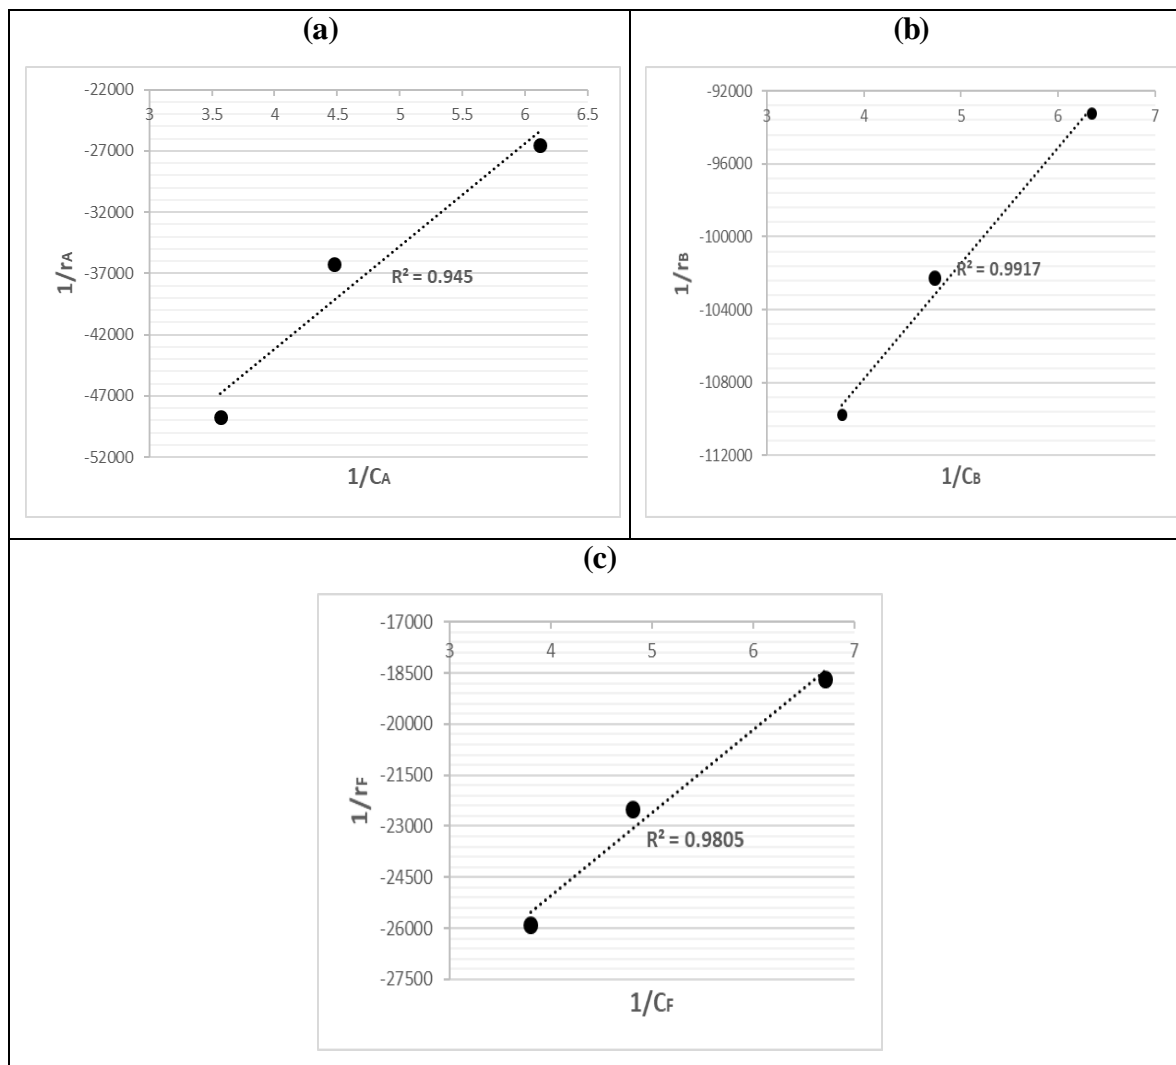 (a)
-22000
3 3.5 4.5 5 5.5 6 6.5
-27000
-32000
-37000
-42000
-47000
-52000
1/rA
R² = 0.945
1/CA
(b)
-92000
3 4 5 6 7
-96000
-100000
-104000
-108000
-112000
1/rB
R² = 0.9917
1/CB
(c)
-17000
3 4 5 6 7
-18500
-20000
-21500
-23000
-24500
-26000
-27500
1/rF
R² = 0.9805
1/CF